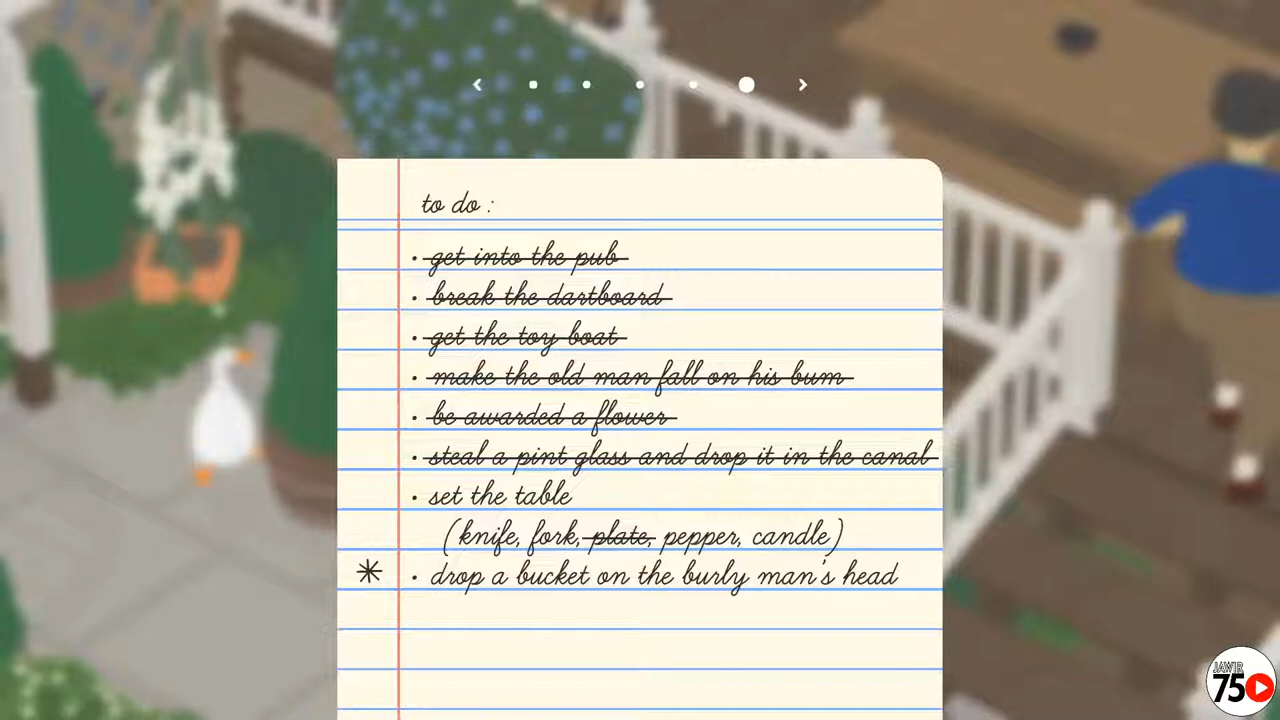 to do :
· get into the pub
· break the dartboard
· get the toy boat
· make the old man fall on his bum
· be awarded a flower
· steal a pint glass and drop it in the canal
· set the table
(knife, fork, plate, pepper, candle)
· drop a bucket on the burly man's head
JAWIR
75